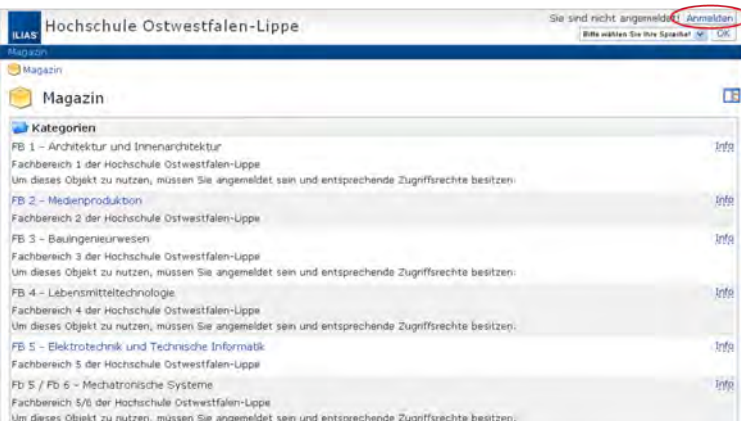 ILIAS
Hochschule Ostwestfalen-Lippe
Sie sind nicht angemeldet! Anmelden
Bitte wählen Sie Ihre Sprache! OK
Magazin
Magazin
Magazin
Kategorien
FB 1 - Architektur und Innenarchitektur Info
Fachbereich 1 der Hochschule Ostwestfalen-Lippe
Um dieses Objekt zu nutzen, müssen Sie angemeldet sein und entsprechende Zugriffsrechte besitzen.
FB 2 - Medienproduktion Info
Fachbereich 2 der Hochschule Ostwestfalen-Lippe
FB 3 - Bauingenieurwesen Info
Fachbereich 3 der Hochschule Ostwestfalen-Lippe
Um dieses Objekt zu nutzen, müssen Sie angemeldet sein und entsprechende Zugriffsrechte besitzen.
FB 4 - Lebensmitteltechnologie Info
Fachbereich 4 der Hochschule Ostwestfalen-Lippe
Um dieses Objekt zu nutzen, müssen Sie angemeldet sein und entsprechende Zugriffsrechte besitzen.
FB 5 - Elektrotechnik und Technische Informatik Info
Fachbereich 5 der Hochschule Ostwestfalen-Lippe
Fb 5 / Fb 6 - Mechatronische Systeme Info
Fachbereich 5/6 der Hochschule Ostwestfalen-Lippe
Um dieses Objekt zu nutzen, müssen Sie angemeldet sein und entsprechende Zugriffsrechte besitzen.